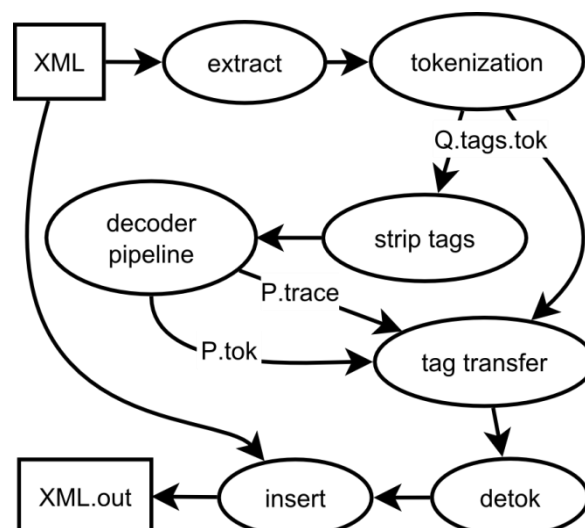 XML
extract
tokenization
Q.tags.tok
decoder
pipeline
strip tags
P.trace
P.tok
tag transfer
XML.out
insert
detok